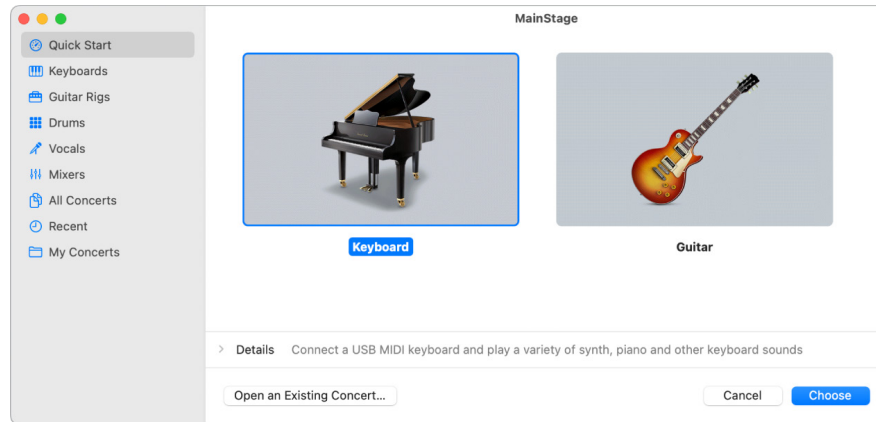 MainStage
Quick Start
Keyboards
Guitar Rigs
Drums
Vocals
Mixers
All Concerts
Recent
My Concerts
Keyboard
Guitar
Details Connect a USB MIDI keyboard and play a variety of synth, piano and other keyboard sounds
Open an Existing Concert...
Cancel
Choose